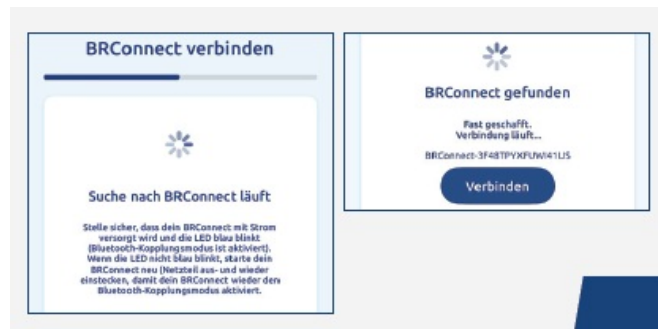 BRConnect verbinden
Suche nach BRConnect läuft
Stelle sicher, dass dein BRConnect mit Strom
versorgt wird und die LED blau blinkt
(Bluetooth-Kopplungsmodus ist aktiviert).
Wenn die LED nicht blau blinkt, starte dein
BRConnect neu (Netzteil aus- und wieder
einstecken, damit dein BRConnect wieder den
Bluetooth-Kopplungsmodus aktiviert.
BRConnect gefunden
Fast geschafft.
Verbindung läuft...
Verbinden